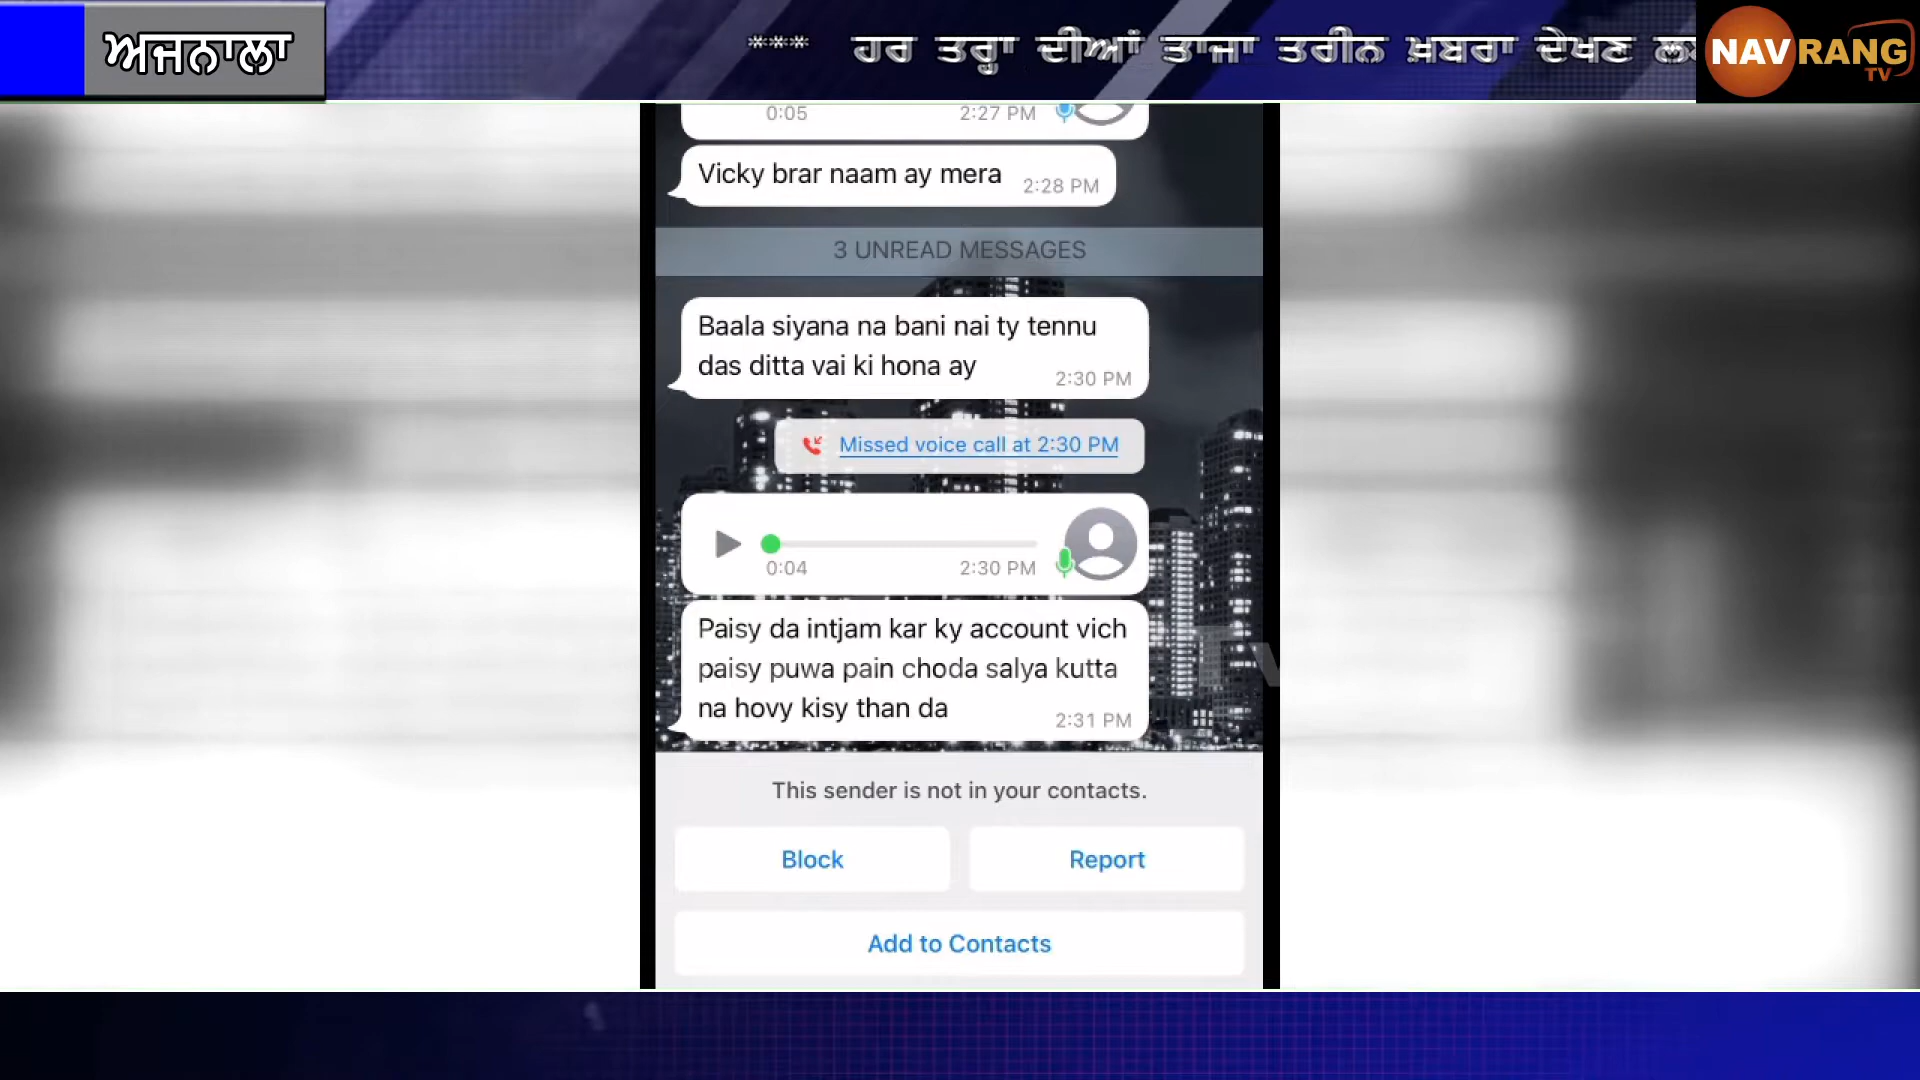 ਅਜਨਾਲਾ
*** ਹਰ ਤਰ੍ਹਾ ਦੀਆਂ ਤਾਜਾ ਤਰੀਨ ਖ਼ਬਰਾ ਦੇਖਣ
NAVRANG
TV
0:05 2:27 PM
Vicky brar naam ay mera 2:28 PM
3 UNREAD MESSAGES
Baala siyana na bani nai ty tennu
das ditta vai ki hona ay 2:30 PM
Missed voice call at 2:30 PM
0:04 2:30 PM
Paisy da intjam kar ky account vich
paisy puwa pain choda salya kutta
na hovy kisy than da 2:31 PM
This sender is not in your contacts.
Block Report
Add to Contacts